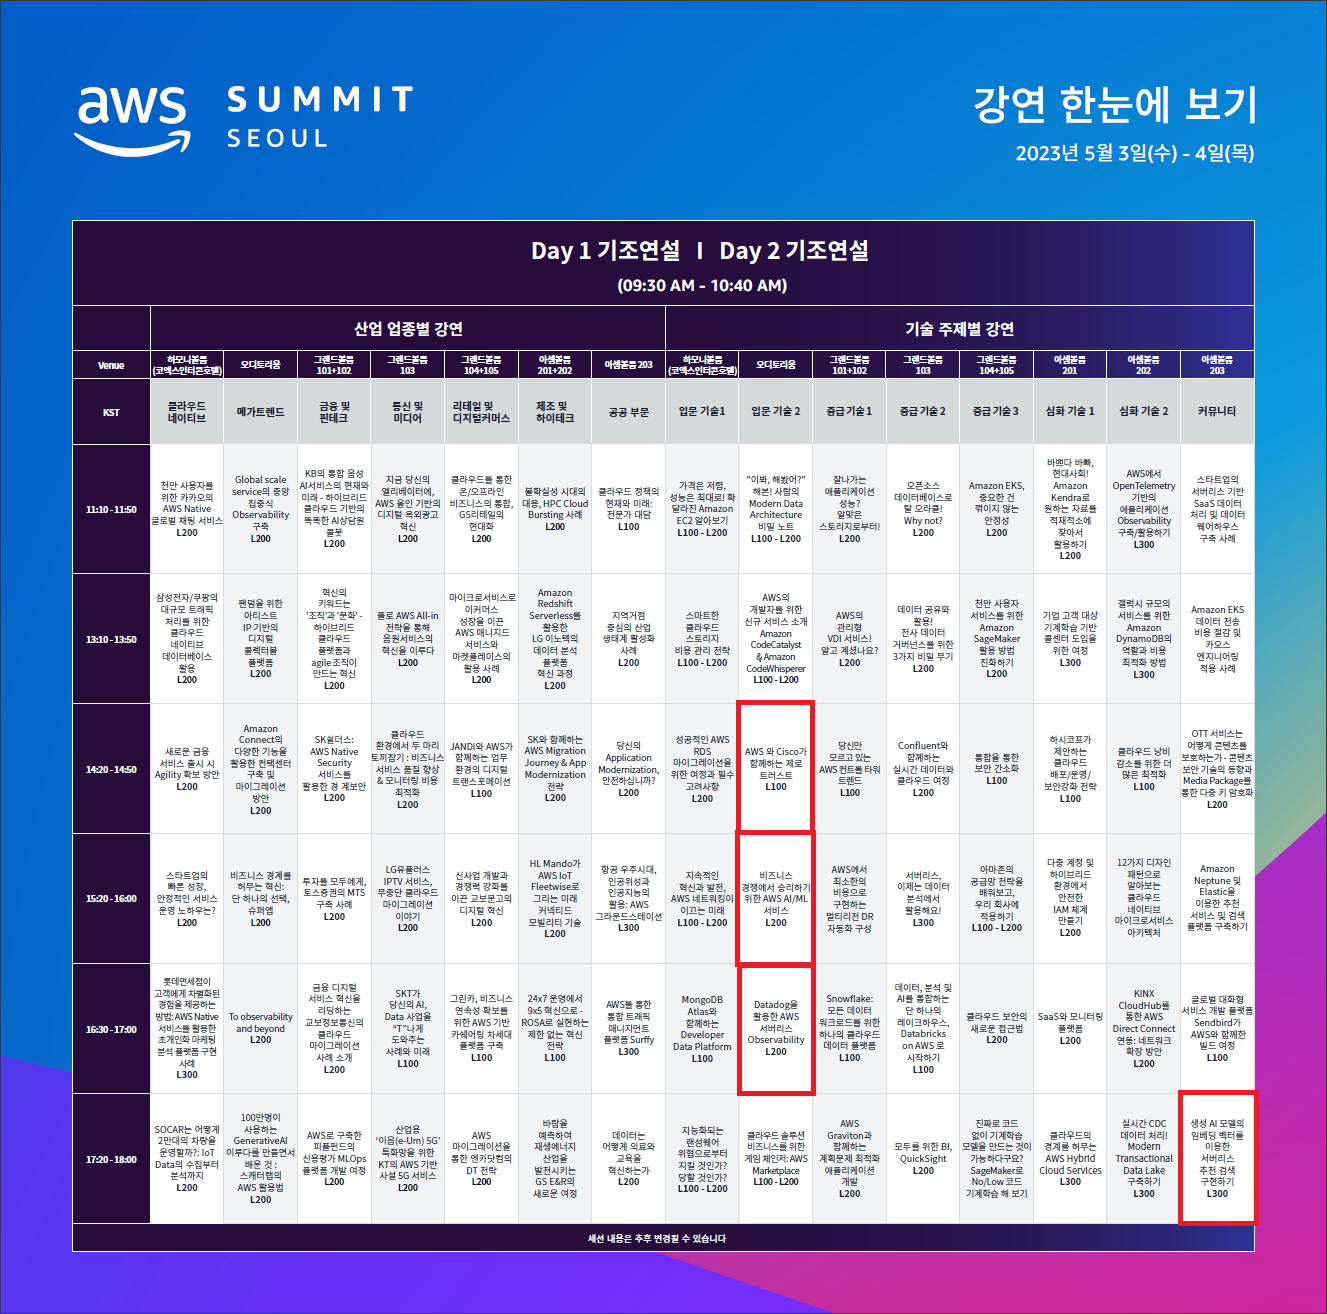 aws
SUMMIT
SEOUL
강연 한눈에 보기
2023년 5월 3일(수) - 4일(목)
Day 1 기조연설 I Day 2 기조연설
(09:30 AM - 10:40 AM)
산업 업종별 강연
기술 주제별 강연
Venue
하모니볼룸
(코엑스인터콘호텔)
오디토리움
그랜드볼룸
101+102
그랜드볼룸
103
그랜드볼룸
104+105
아셈볼룸
201+202
아셈볼룸 203
하모니볼룸
(코엑스인터콘호텔)
오디토리움
그랜드볼룸
101+102
그랜드볼룸
103
그랜드볼룸
104+105
아셈볼룸
201
아셈볼룸
202
아셈볼룸
203
KST
클라우드
네이티브
메가트렌드
금융 및
핀테크
통신 및
미디어
리테일 및
디지털커머스
제조 및
하이테크
공공 부문
입문 기술1
입문 기술 2
중급 기술 1
중급 기술 2
중급 기술 3
심화 기술 1
심화 기술 2
커뮤니티
11:10 - 11:50
천만 사용자를
위한 카카오의
AWS Native
글로벌 채팅 서비스
L200
Global scale
service의 중앙
집중식
Observability
구축
L200
KB의 통합 음성
AI서비스의 현재와
미래 - 하이브리드
클라우드 기반의
똑똑한 AI상담원
콜봇
L200
지금 당신의
엘리베이터에,
AWS 올인 기반의
디지털 옥외광고
혁신
L200
클라우드를 통한
온/오프라인
비즈니스의 통합,
GS리테일의
현대화
L200
불확실성 시대의
대응, HPC Cloud
Bursting 사례
L200
클라우드 정책의
현재와 미래:
전문가 대담
L100
가격은 저렴,
성능은 최대로! 확
달라진 Amazon
EC2 알아보기
L100 - L200
"이봐, 해봤어?"
해본! 사람의
Modern Data
Architecture
비밀 노트
L100 - L200
잘나가는
애플리케이션
성능?
알맞은
스토리지로부터!
L200
오픈소스
데이터베이스로
탈 오라클!
Why not?
L200
Amazon EKS,
중요한 건
꺾이지 않는
안정성
L200
바쁘다 바빠,
현대사회!
Amazon
Kendra로
원하는 자료를
적재적소에
찾아서
활용하기
L200
AWS에서
OpenTelemetry
기반의
애플리케이션
Observability
구축/활용하기
L300
스타트업의
서버리스 기반
SaaS 데이터
처리 및 데이터
웨어하우스
구축 사례
13:10 - 13:50
삼성전자/쿠팡의
대규모 트래픽
처리를 위한
클라우드
네이티브
데이터베이스
활용
L200
팬덤을 위한
아티스트
IP 기반의
디지털
콜렉터블
플랫폼
L200
혁신의
키워드는
'조직'과 '문화' -
하이브리드
클라우드
플랫폼과
agile 조직이
만드는 혁신
L200
플로 AWS All-in
전략을 통해
음원서비스의
혁신을 이루다
L200
마이크로서비스로
이커머스
성장을 이끈
AWS 매니지드
서비스와
마켓플레이스의
활용 사례
L200
Amazon
Redshift
Serverless를
활용한
LG 이노텍의
데이터 분석
플랫폼
혁신 과정
L200
지역거점
중심의 산업
생태계 활성화
사례
L200
스마트한
클라우드
스토리지
비용 관리 전략
L100 - L200
AWS의
개발자를 위한
신규 서비스 소개
Amazon
CodeCatalyst
& Amazon
CodeWhisperer
L100 - L200
AWS의
관리형
VDI 서비스!
알고 계셨나요?
L200
데이터 공유와
활용!
전사 데이터
거버넌스를 위한
3가지 비밀 무기
L200
천만 사용자
서비스를 위한
Amazon
SageMaker
활용 방법
진화하기
L200
기업 고객 대상
기계학습 기반
콜센터 도입을
위한 여정
L300
갤럭시 규모의
서비스를 위한
Amazon
DynamoDB의
역할과 비용
최적화 방법
L300
Amazon EKS
데이터 전송
비용 절감 및
카오스
엔지니어링
적용 사례
14:20 - 14:50
새로운 금융
서비스 출시 시
Agility 확보 방안
L200
Amazon
Connect의
다양한 기능을
활용한 컨택센터
구축 및
마이그레이션
방안
L200
SK쉴더스:
AWS Native
Security
서비스를
활용한 경 계보안
L200
클라우드
환경에서 두 마리
토끼잡기 : 비즈니스
서비스 품질 향상
& 모니터링 비용
최적화
L200
JANDI와 AWS가
함께하는 업무
환경의 디지털
트랜스포메이션
L100
SK와 함께하는
AWS Migration
Journey & App
Modernization
전략
L200
당신의
Application
Modernization,
안전하십니까?
L200
성공적인 AWS
RDS
마이그레이션을
위한 여정과 필수
고려사항
L200
AWS 와 Cisco가
함께하는 제로
트러스트
L100
당신만
모르고 있는
AWS 컨트롤 타워
트렌드
L100
Confluent와
함께하는
실시간 데이터와
클라우드 여정
L200
통합을 통한
보안 간소화
L100
하시코프가
제안하는
클라우드
배포/운영/
보안강화 전략
L100
클라우드 낭비
감소를 위한 더
많은 최적화
L100
OTT 서비스는
어떻게 콘텐츠를
보호하는가 - 콘텐츠
보안 기술의 동향과
Media Package를
통한 다중 키 암호화
L200
15:20 - 16:00
스타트업의
빠른 성장,
안정적인 서비스
운영 노하우는?
L200
비즈니스 경계를
허무는 혁신:
단 하나의 선택,
슈퍼앱
L200
투자를 모두에게,
토스증권의 MTS
구축 사례
L200
LG유플러스
IPTV 서비스,
무중단 클라우드
마이그레이션
이야기
L200
신사업 개발과
경쟁력 강화를
이끈 교보문고의
디지털 혁신
L200
HL Mando가
AWS IoT
Fleetwise로
그리는 미래
커넥티드
모빌리티 기술
L200
항공 우주시대,
인공위성과
인공지능의
활용: AWS
그라운드스테이션
L300
지속적인
혁신과 발전,
AWS 네트워킹이
이끄는 미래
L100 - L200
비즈니스
경쟁에서 승리하기
위한 AWS AI/ML
서비스
L200
AWS에서
최소한의
비용으로
구현하는
멀티리전 DR
자동화 구성
서버리스,
이제는 데이터
분석에서
활용해요!
L300
아마존의
공급망 전략을
배워보고,
우리 회사에
적용하기
L100 - L200
다중 계정 및
하이브리드
환경에서
안전한
IAM 체계
만들기
L200
12가지 디자인
패턴으로
알아보는
클라우드
네이티브
마이크로서비스
아키텍처
Amazon
Neptune 및
Elastic을
이용한 추천
서비스 및 검색
플랫폼 구축하기
16:30 - 17:00
롯데면세점이
고객에게 차별화된
경험을 제공하는
방법: AWS Native
서비스를 활용한
초개인화 마케팅
분석 플랫폼 구현
사례
L300
To observability
and beyond
L200
금융 디지털
서비스 혁신을
리딩하는
교보정보통신의
클라우드
마이그레이션
사례 소개
L200
SKT가
당신의 AI,
Data 사업을
“T”나게
도와주는
사례와 미래
L100
그린카, 비즈니스
연속성 확보를
위한 AWS 기반
카쉐어링 차세대
플랫폼 구축
L100
24x7 운영에서
9x5 혁신으로 -
ROSA로 실현하는
제한 없는 혁신
전략
L100
AWS를 통한
통합 트래픽
매니지먼트
플랫폼 Surffy
L300
MongoDB
Atlas와
함께하는
Developer
Data Platform
L100
Datadog을
활용한 AWS
서버리스
Observability
L200
Snowflake:
모든 데이터
워크로드를 위한
하나의 클라우드
데이터 플랫폼
L100
데이터, 분석 및
AI를 통합하는
단 하나의
레이크하우스,
Databricks
on AWS 로
시작하기
L100
클라우드 보안의
새로운 접근법
L200
SaaS와 모니터링
플랫폼
L200
KINX
CloudHub를
통한 AWS
Direct Connect
연동: 네트워크
확장 방안
L200
글로벌 대화형
서비스 개발 플랫폼
Sendbird가
AWS와 함께한
빌드 여정
L100
17:20 - 18:00
SOCAR는 어떻게
2만대의 차량을
운영할까?: IoT
Data의 수집부터
분석까지
L200
100만명이
사용하는
GenerativeAI
이루다를 만들면서
배운 것 :
스캐터랩의
AWS 활용법
L200
AWS로 구축한
피플펀드의
신용평가 MLOps
플랫폼 개발 여정
L200
산업용
‘이음(e-Um) 5G’
특화망을 위한
KT의 AWS 기반
사설 5G 서비스
L200
AWS
마이그레이션을
통한 엔카닷컴의
DT 전략
L200
바람을
예측하여
재생에너지
산업을
발전시키는
GS E&R의
새로운 여정
데이터는
어떻게 의료와
교육을
혁신하는가
L200
지능화되는
랜섬웨어
위협으로부터
지킬 것인가?
당할 것인가?
L100 - L200
클라우드 솔루션
비즈니스를 위한
게임 체인저: AWS
Marketplace
L100 - L200
AWS
Graviton과
함께하는
계획문제 최적화
애플리케이션
개발
L200
모두를 위한 BI,
QuickSight
L200
진짜로 코드
없이 기계학습
모델을 만드는 것이
가능하다구요?
SageMaker로
No/Low 코드
기계학습 해 보기
클라우드의
경계를 허무는
AWS Hybrid
Cloud Services
L300
실시간 CDC
데이터 처리!
Modern
Transactional
Data Lake
구축하기
L300
생성 AI 모델의
임베딩 벡터를
이용한
서버리스
추천 검색
구현하기
L300
세션 내용은 추후 변경될 수 있습니다